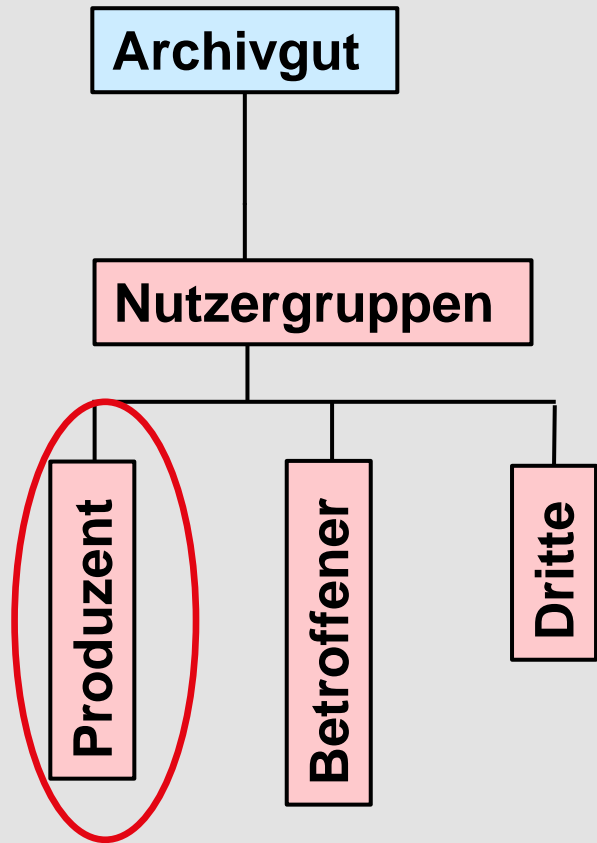 Archivgut
Nutzergruppen
Produzent
Betroffener
Dritte